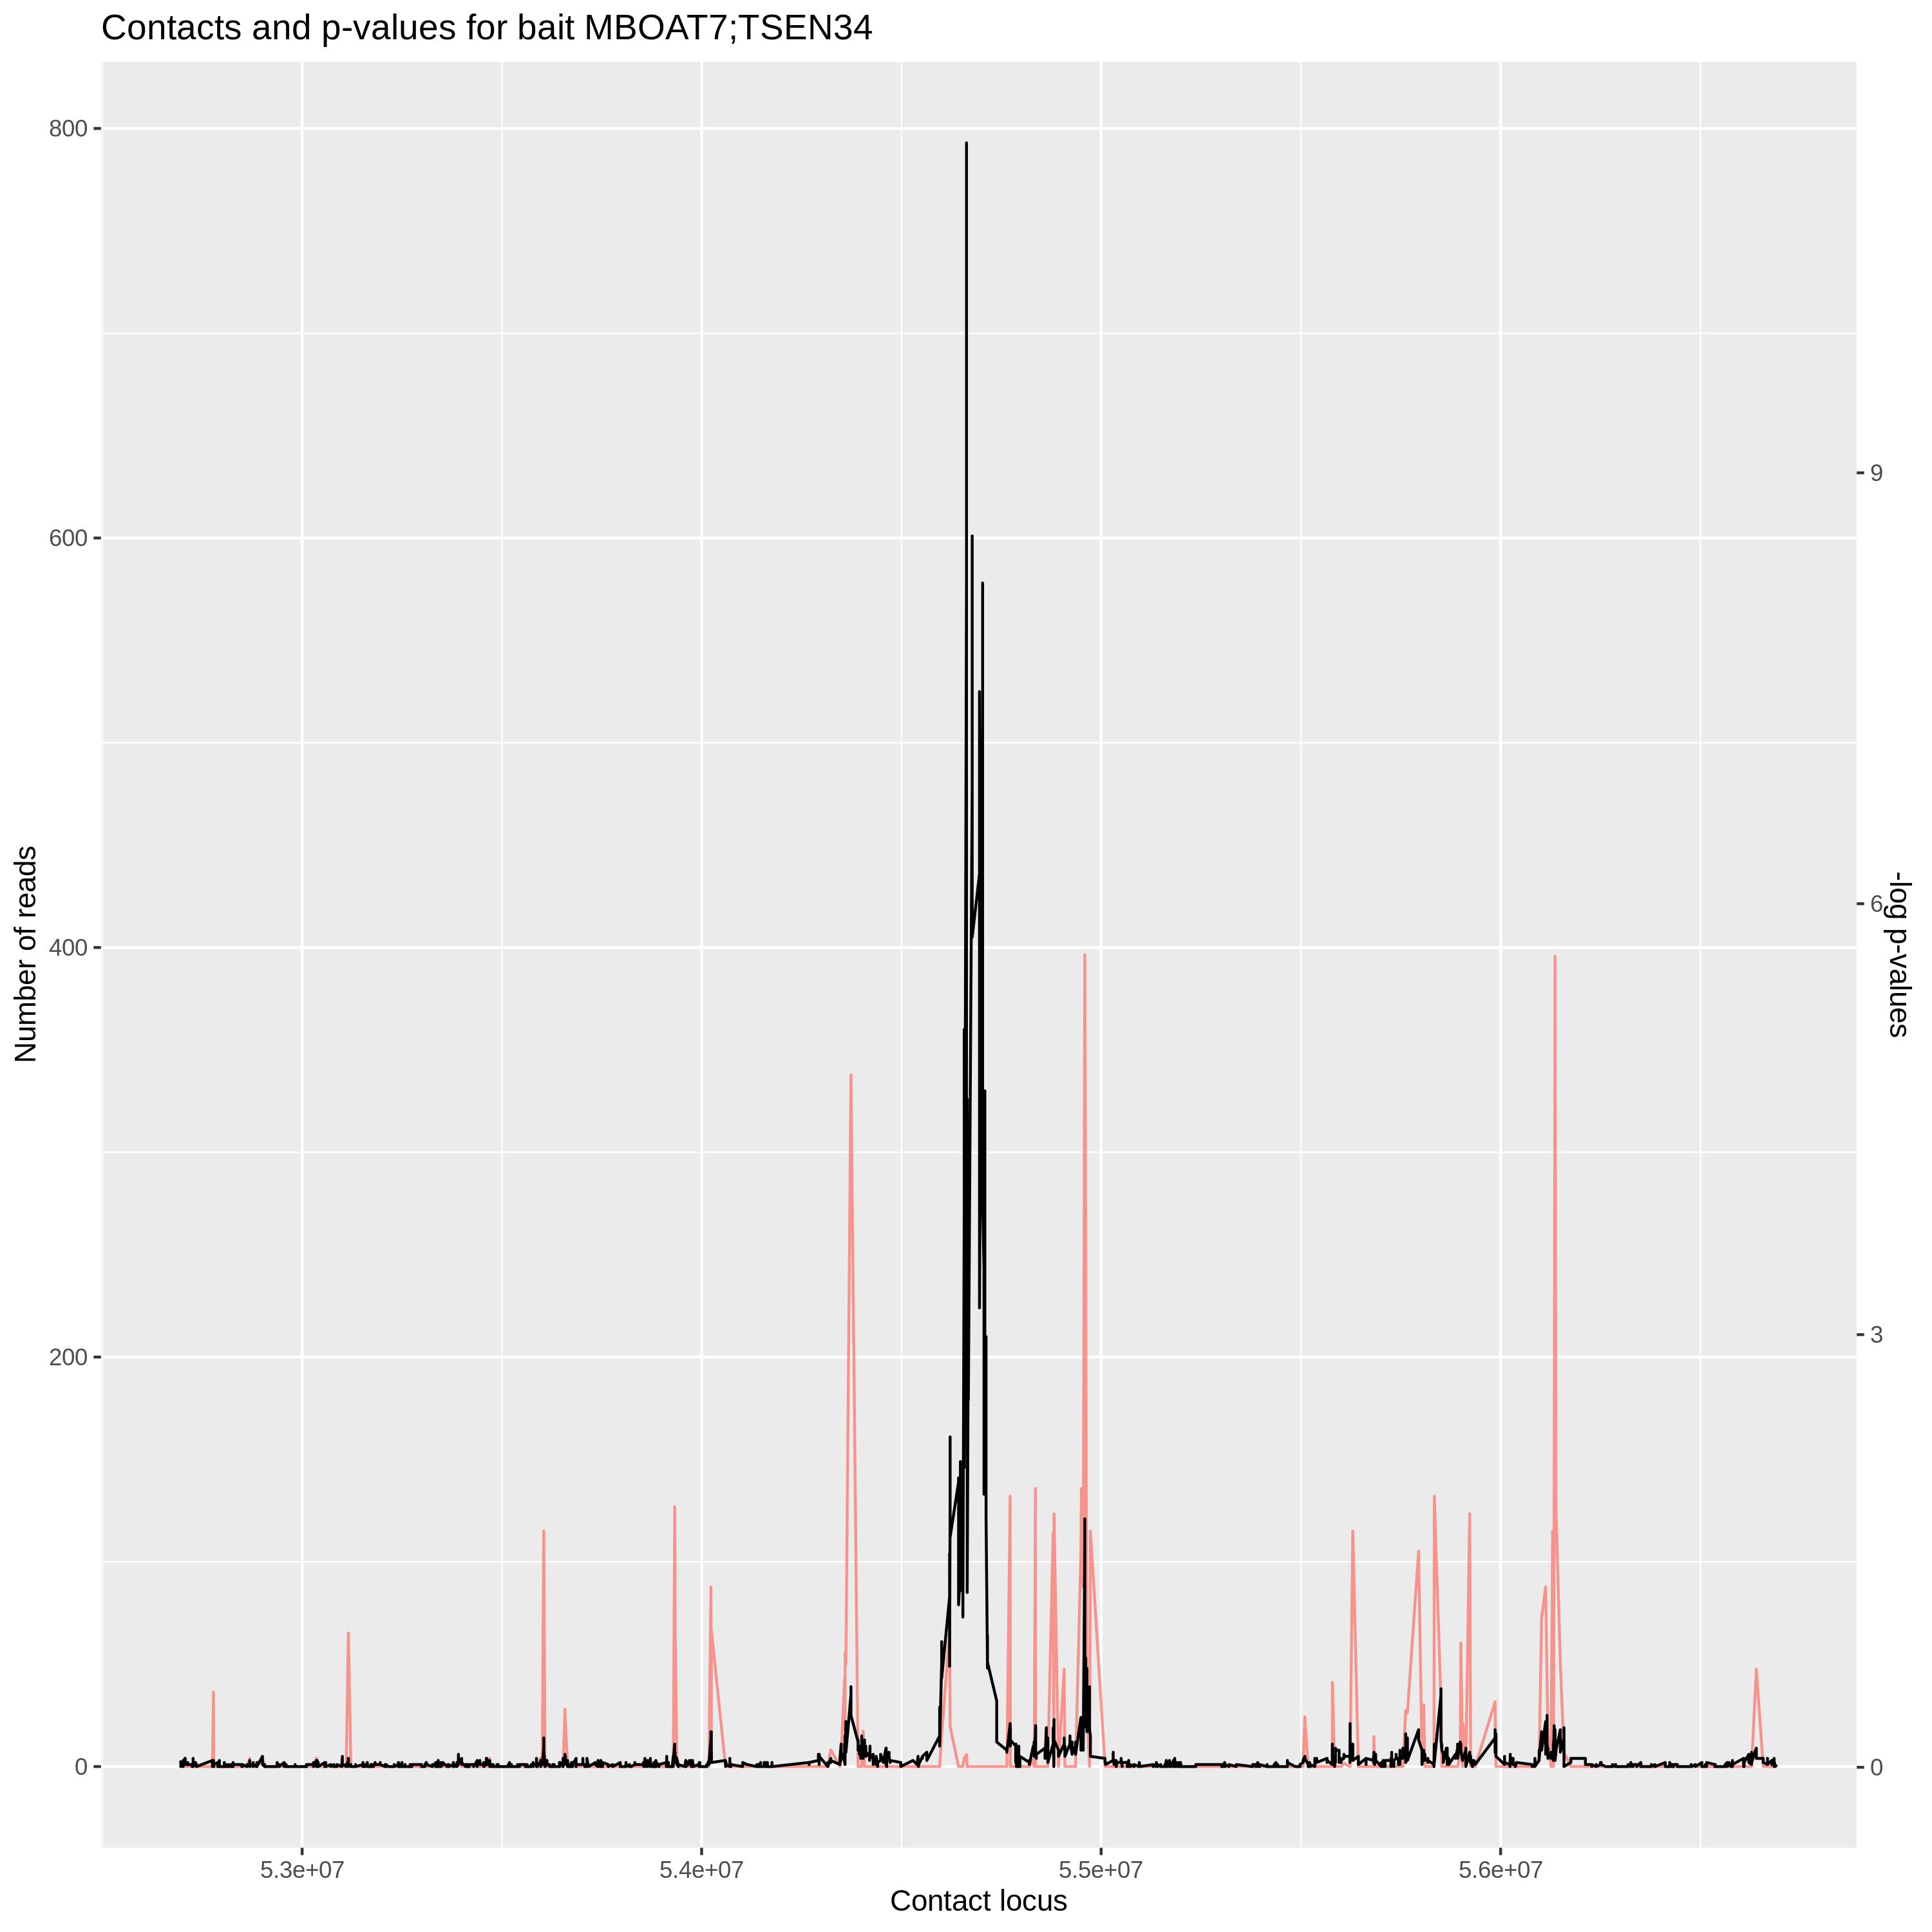 Contacts and p-values for bait MBOAT7;TSEN34
800
600
400
200
0
Number of reads
9
6
3
0
-log p-values
5.3e+07
5.4e+07
5.5e+07
5.6e+07
Contact locus